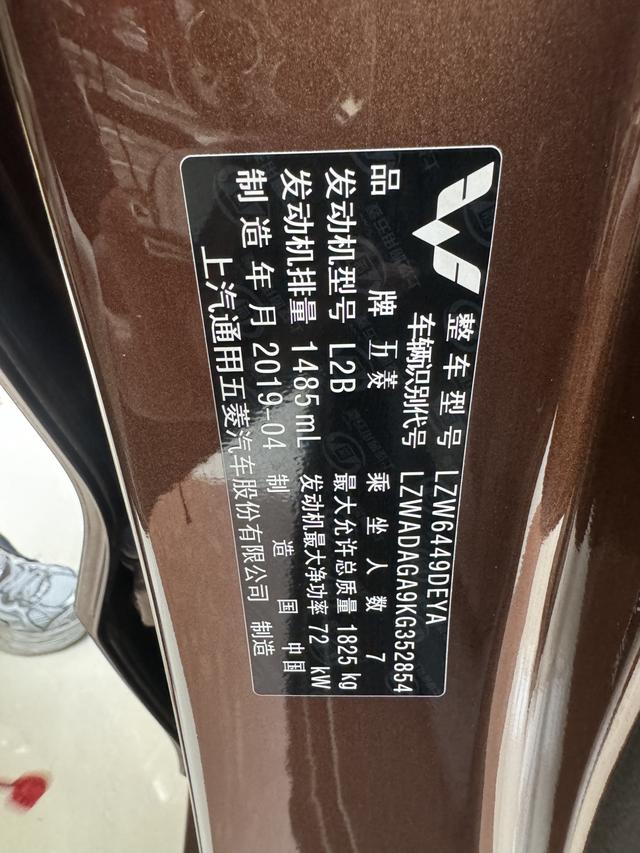 整车型号 LZW6449DEYA
车辆识别代号 LZWADAGA9KG352854
品牌 五菱 乘坐人数 7
发动机型号 L2B 最大允许总质量 1825 kg
发动机排量 1485 mL 发动机最大净功率 72 kW
制造年月 2019-04 制造国 中国
上汽通用五菱汽车股份有限公司 制造